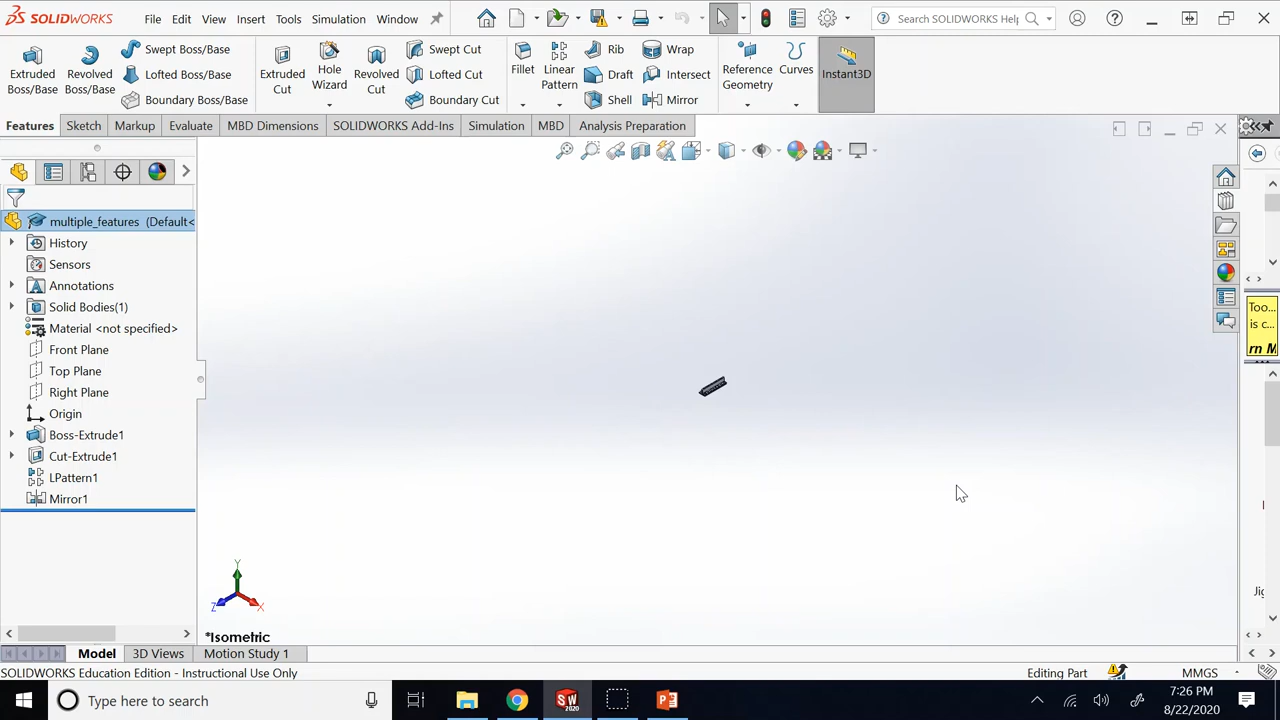 SOLIDWORKS File Edit View Insert Tools Simulation Window Search SOLIDWORKS Help
Extruded Boss/Base
Revolved Boss/Base
Swept Boss/Base
Lofted Boss/Base
Boundary Boss/Base
Extruded Cut
Hole Wizard
Revolved Cut
Swept Cut
Lofted Cut
Boundary Cut
Fillet
Linear Pattern
Rib
Draft
Shell
Wrap
Intersect
Mirror
Reference Geometry
Curves
Instant3D
Features Sketch Markup Evaluate MBD Dimensions SOLIDWORKS Add-Ins Simulation MBD Analysis Preparation
multiple_features (Default<
History
Sensors
Annotations
Solid Bodies(1)
Material <not specified>
Front Plane
Top Plane
Right Plane
Origin
Boss-Extrude1
Cut-Extrude1
LPattern1
Mirror1
Too...
is c...
rn M
Jig
Y
Z X
*Isometric
Model 3D Views Motion Study 1
SOLIDWORKS Education Edition - Instructional Use Only Editing Part MMGS
Type here to search
SW
2020
7:26 PM
8/22/2020